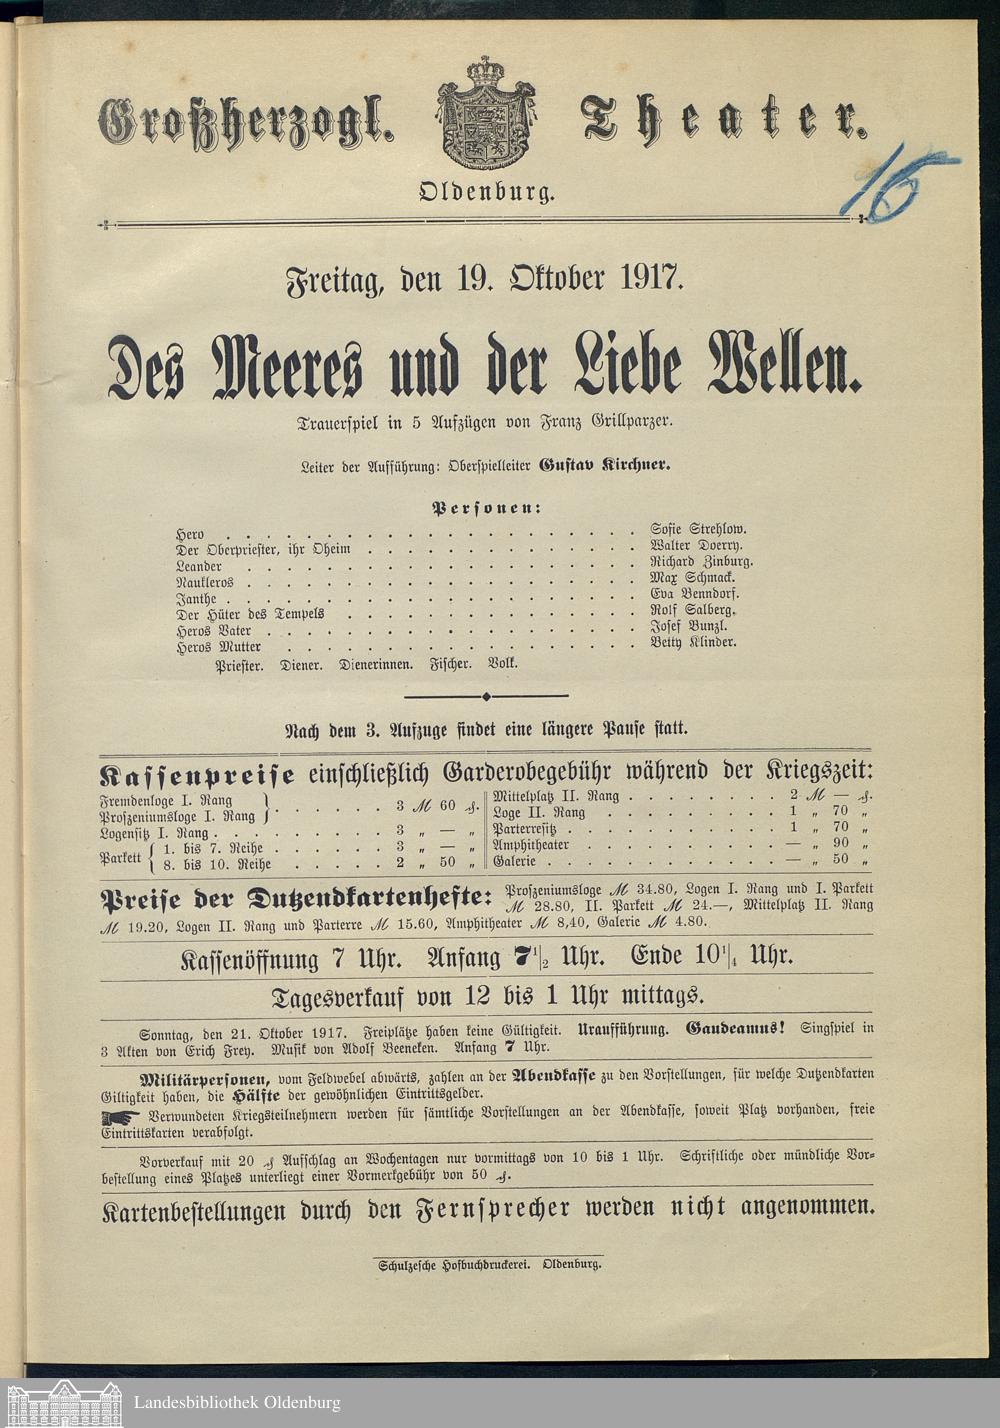 Großherzogl. Theater.
Oldenburg.
16
Freitag, den 19. Oktober 1917.
Des Meeres und der Liebe Wellen.
Trauerspiel in 5 Aufzügen von Franz Grillparzer.
Leiter der Aufführung: Oberspielleiter Gustav Kirchner.
Personen:
Hero . . . . . . . . . . Sofie Strehlow.
Der Oberpriester, ihr Oheim . . . . . . . . . . Walter Doerry.
Leander . . . . . . . . . . Richard Zinburg.
Naukleros . . . . . . . . . . Max Schmack.
Janthe . . . . . . . . . . Eva Benndorf.
Der Hüter des Tempels . . . . . . . . . . Rolf Salberg.
Heros Vater . . . . . . . . . . Josef Bunzl.
Heros Mutter . . . . . . . . . . Betty Klinder.
Priester. Diener. Dienerinnen. Fischer. Volk.
Nach dem 3. Aufzuge findet eine längere Pause statt.
Kassenpreise einschließlich Garderobegebühr während der Kriegszeit:
Fremdenloge I. Rang
Proszeniumsloge I. Rang } . . . . . . 3 ℳ 60 ₰.
Logensitz I. Rang . . . . . . . . . 3 „ — „
Parkett { 1. bis 7. Reihe . . . . . . 3 „ — „
8. bis 10. Reihe . . . . . . 2 „ 50 „
Mittelplatz II. Rang . . . . . . . . 2 ℳ — ₰.
Loge II. Rang . . . . . . . . . 1 „ 70 „
Parterresitz . . . . . . . . . . 1 „ 70 „
Amphitheater . . . . . . . . . — „ 90 „
Galerie . . . . . . . . . . . — „ 50 „
Preise der Dutzendkartenhefte: Proszeniumsloge ℳ 34.80, Logen I. Rang und I. Parkett
ℳ 28.80, II. Parkett ℳ 24.—, Mittelplatz II. Rang
ℳ 19.20, Logen II. Rang und Parterre ℳ 15.60, Amphitheater ℳ 8,40, Galerie ℳ 4.80.
Kassenöffnung 7 Uhr. Anfang 7 1/2 Uhr. Ende 10 1/4 Uhr.
Tagesverkauf von 12 bis 1 Uhr mittags.
Sonntag, den 21. Oktober 1917. Freiplätze haben keine Gültigkeit. Uraufführung. Gaudeamus! Singspiel in
3 Akten von Erich Frey. Musik von Adolf Beeneken. Anfang 7 Uhr.
Militärpersonen, vom Feldwebel abwärts, zahlen an der Abendkasse zu den Vorstellungen, für welche Dutzendkarten
Giltigkeit haben, die Hälfte der gewöhnlichen Eintrittsgelder.
☛ Verwundeten Kriegsteilnehmern werden für sämtliche Vorstellungen an der Abendkasse, soweit Platz vorhanden, freie
Eintrittskarten verabfolgt.
Vorverkauf mit 20 ₰ Aufschlag an Wochentagen nur vormittags von 10 bis 1 Uhr. Schriftliche oder mündliche Vor-
bestellung eines Platzes unterliegt einer Vormerkgebühr von 50 ₰.
Kartenbestellungen durch den Fernsprecher werden nicht angenommen.
Schulzesche Hofbuchdruckerei. Oldenburg.
Landesbibliothek Oldenburg